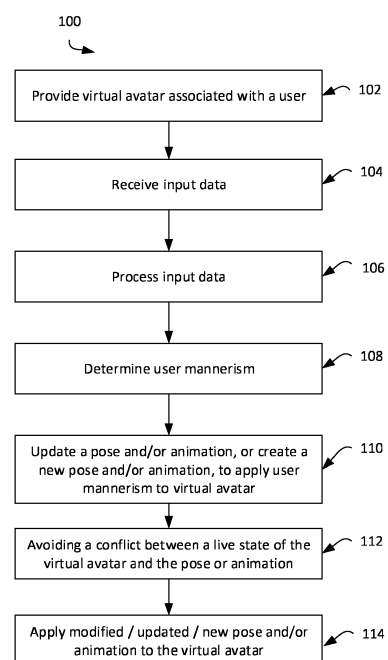 100
Provide virtual avatar associated with a user
102
Receive input data
104
Process input data
106
Determine user mannerism
108
Update a pose and/or animation, or create a
new pose and/or animation, to apply user
mannerism to virtual avatar
110
Avoiding a conflict between a live state of the
virtual avatar and the pose or animation
112
Apply modified / updated / new pose and/or
animation to the virtual avatar
114